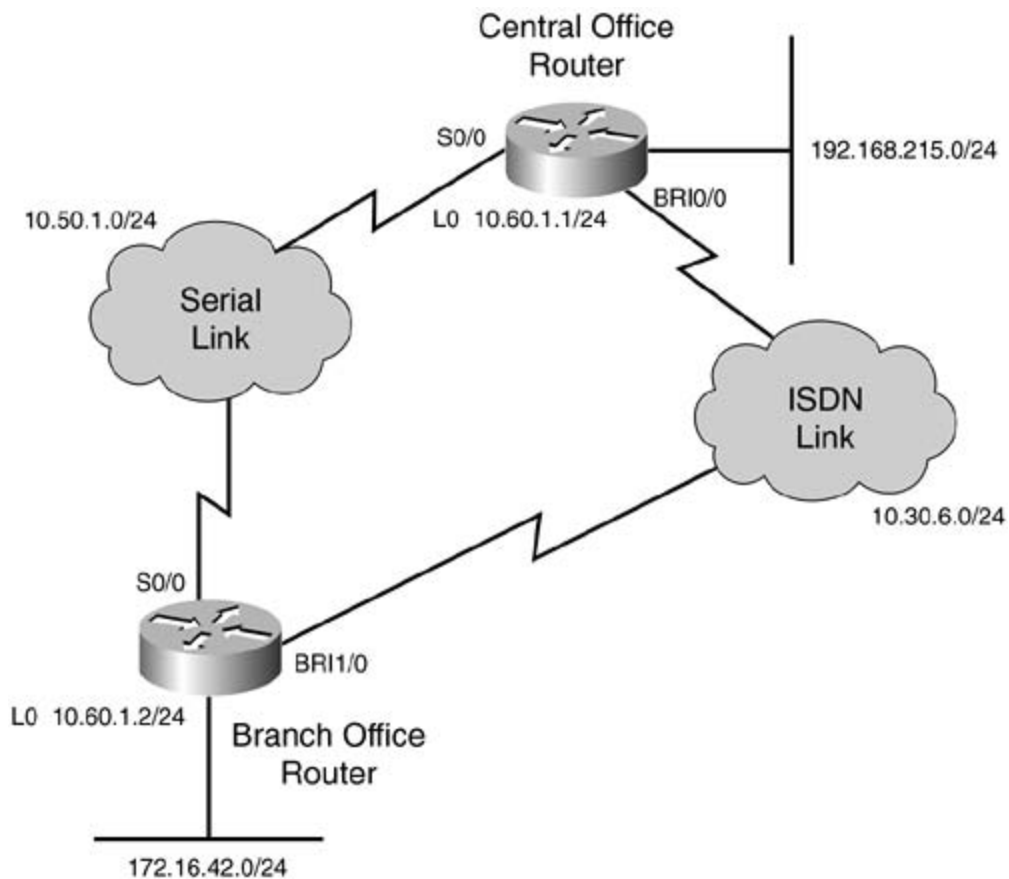 Central Office
Router
S0/0
192.168.215.0/24
BRI0/0
L0 10.60.1.1/24
10.50.1.0/24
Serial
Link
ISDN
Link
10.30.6.0/24
S0/0
BRI1/0
L0 10.60.1.2/24
Branch Office
Router
172.16.42.0/24